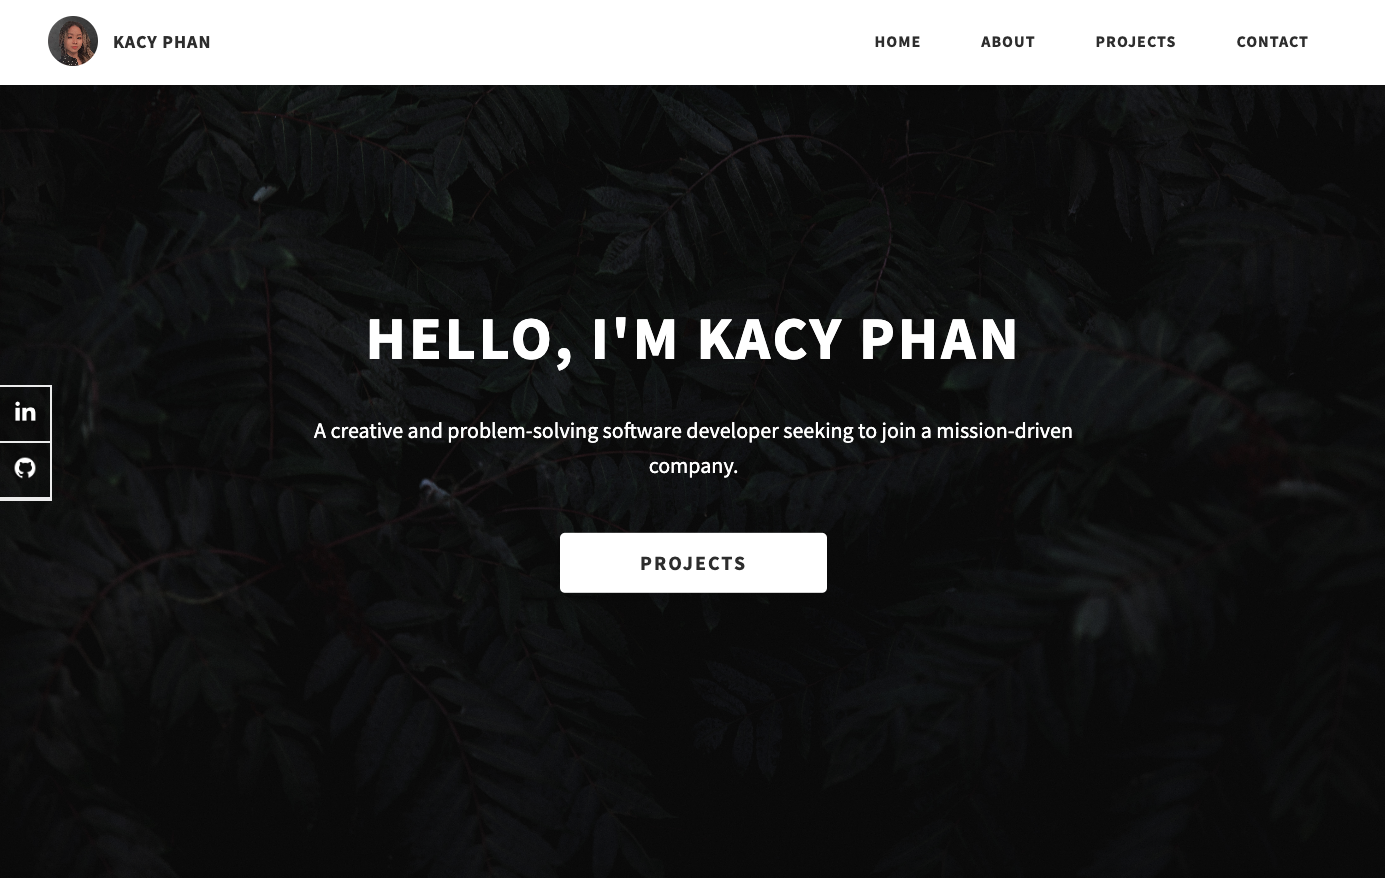 KACY PHAN
HOME
ABOUT
PROJECTS
CONTACT
HELLO, I'M KACY PHAN
in
A creative and problem-solving software developer seeking to join a mission-driven
company.
PROJECTS